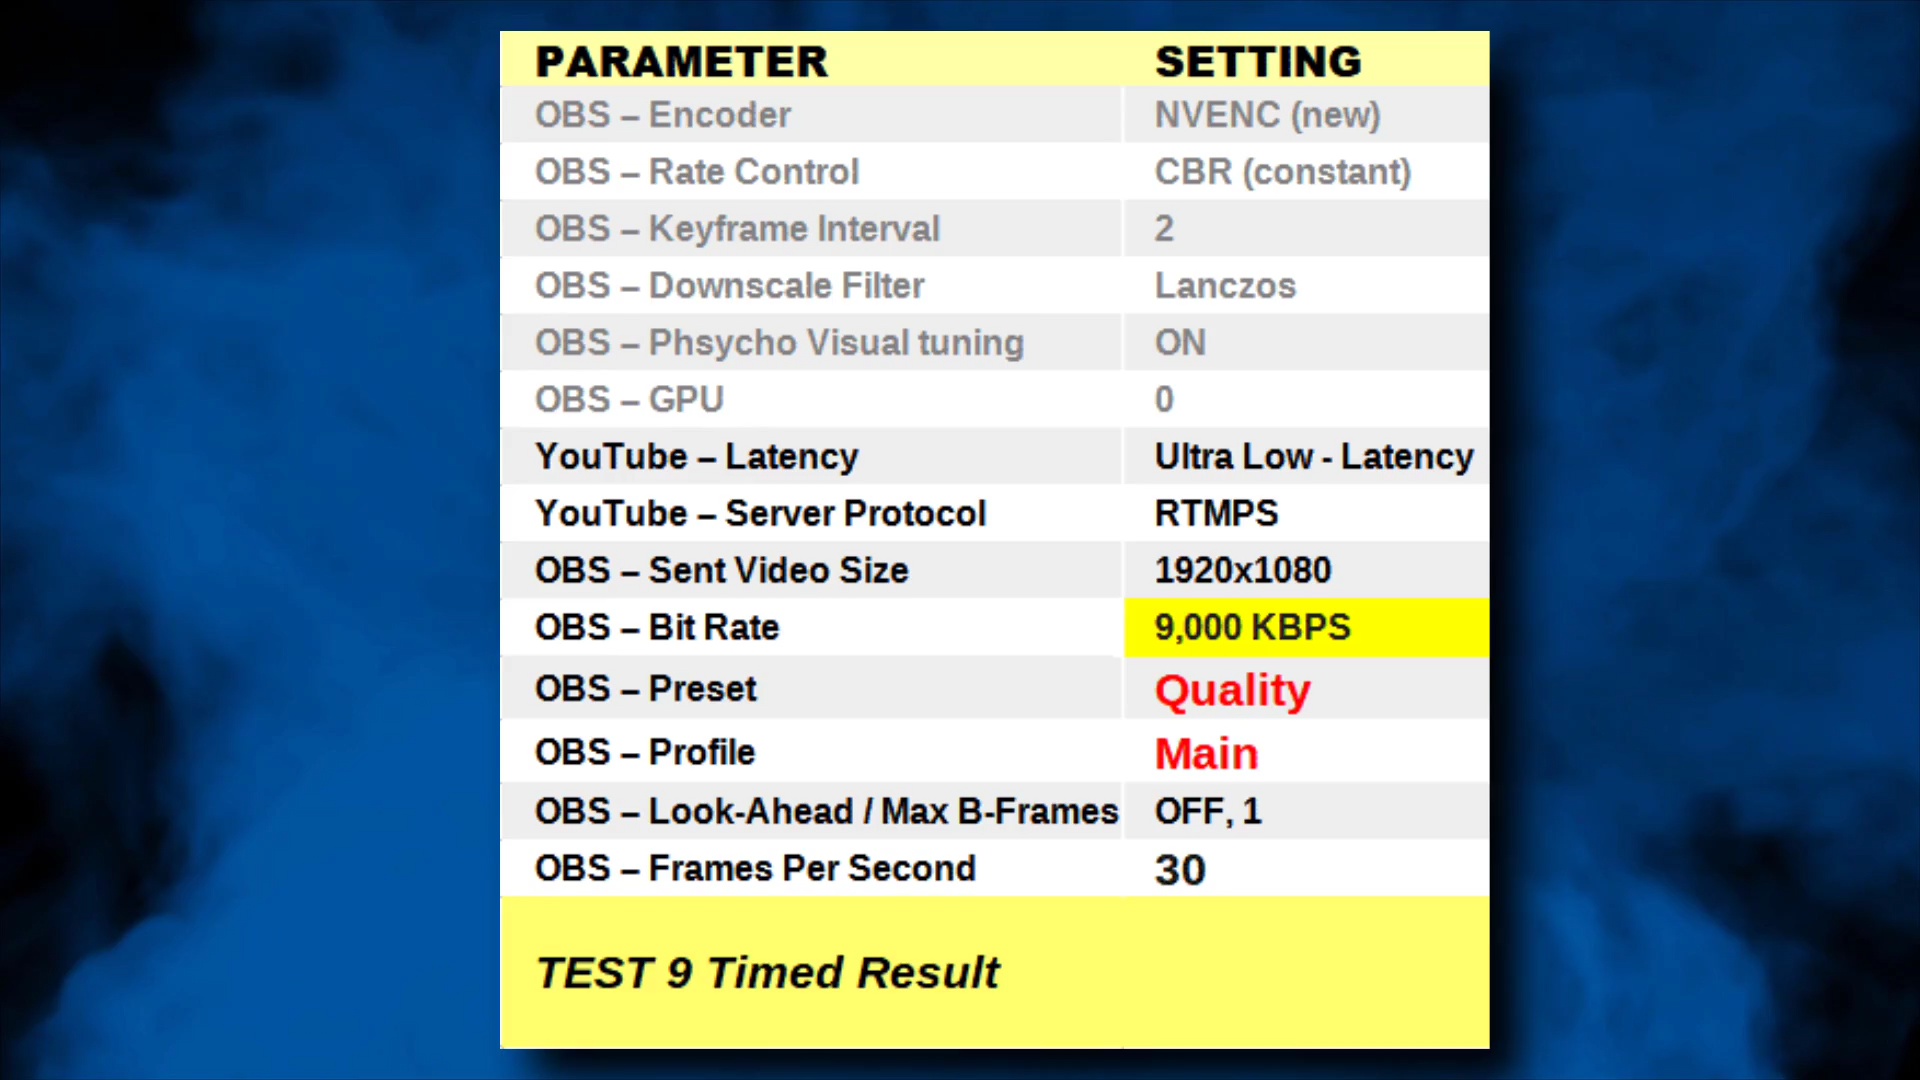 PARAMETER SETTING
OBS – Encoder NVENC (new)
OBS – Rate Control CBR (constant)
OBS – Keyframe Interval 2
OBS – Downscale Filter Lanczos
OBS – Phsycho Visual tuning ON
OBS – GPU 0
YouTube – Latency Ultra Low - Latency
YouTube – Server Protocol RTMPS
OBS – Sent Video Size 1920x1080
OBS – Bit Rate 9,000 KBPS
OBS – Preset Quality
OBS – Profile Main
OBS – Look-Ahead / Max B-Frames OFF, 1
OBS – Frames Per Second 30
TEST 9 Timed Result